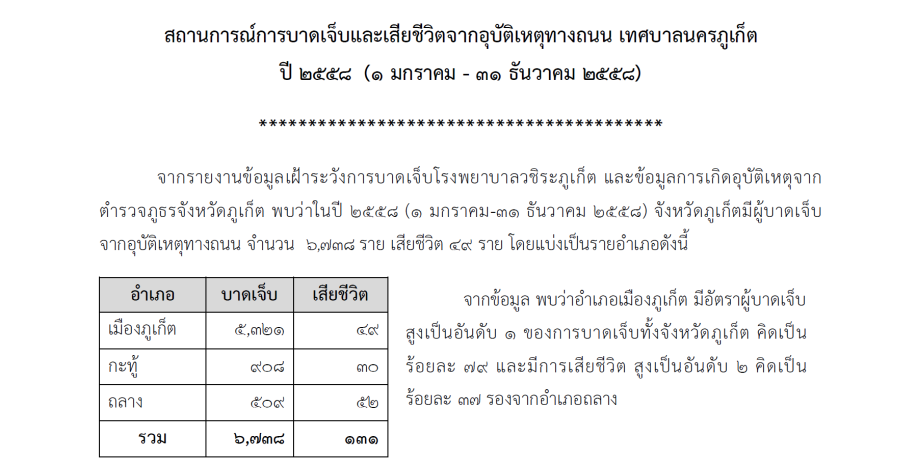 สถานการณ์การบาดเจ็บและเสียชีวิตจากอุบัติเหตุทางถนน เทศบาลนครภูเก็ต
ปี ๒๕๕๘ (๑ มกราคม - ๓๑ ธันวาคม ๒๕๕๘)
*****************************************
จากรายงานข้อมูลเฝ้าระวังการบาดเจ็บโรงพยาบาลวชิระภูเก็ต และข้อมูลการเกิดอุบัติเหตุจาก
ตำรวจภูธรจังหวัดภูเก็ต พบว่าในปี ๒๕๕๘ (๑ มกราคม-๓๑ ธันวาคม ๒๕๕๘) จังหวัดภูเก็ตมีผู้บาดเจ็บ
จากอุบัติเหตุทางถนน จำนวน ๖,๗๓๘ ราย เสียชีวิต ๔๙ ราย โดยแบ่งเป็นรายอำเภอดังนี้
อำเภอ บาดเจ็บ เสียชีวิต
เมืองภูเก็ต ๕,๓๒๑ ๔๙
กะทู้ ๙๐๘ ๓๐
ถลาง ๕๐๙ ๕๒
รวม ๖,๗๓๘ ๑๓๑
จากข้อมูล พบว่าอำเภอเมืองภูเก็ต มีอัตราผู้บาดเจ็บ
สูงเป็นอันดับ ๑ ของการบาดเจ็บทั้งจังหวัดภูเก็ต คิดเป็น
ร้อยละ ๗๙ และมีการเสียชีวิต สูงเป็นอันดับ ๒ คิดเป็น
ร้อยละ ๓๗ รองจากอำเภอถลาง